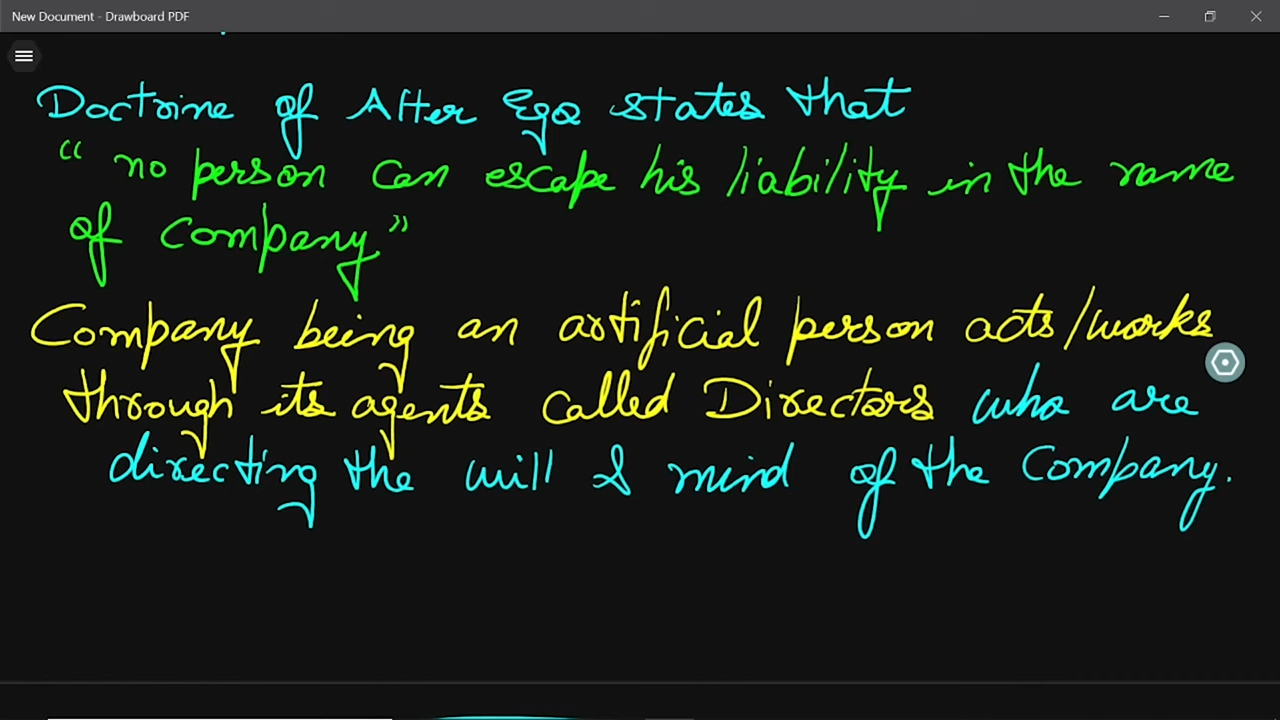 New Document - Drawboard PDF
Doctrine of Alter Ego states that
“ no person can escape his liability in the name
of Company.”
Company being an artificial person acts/works
through its agents called Directors who are
directing the will & mind of the Company.